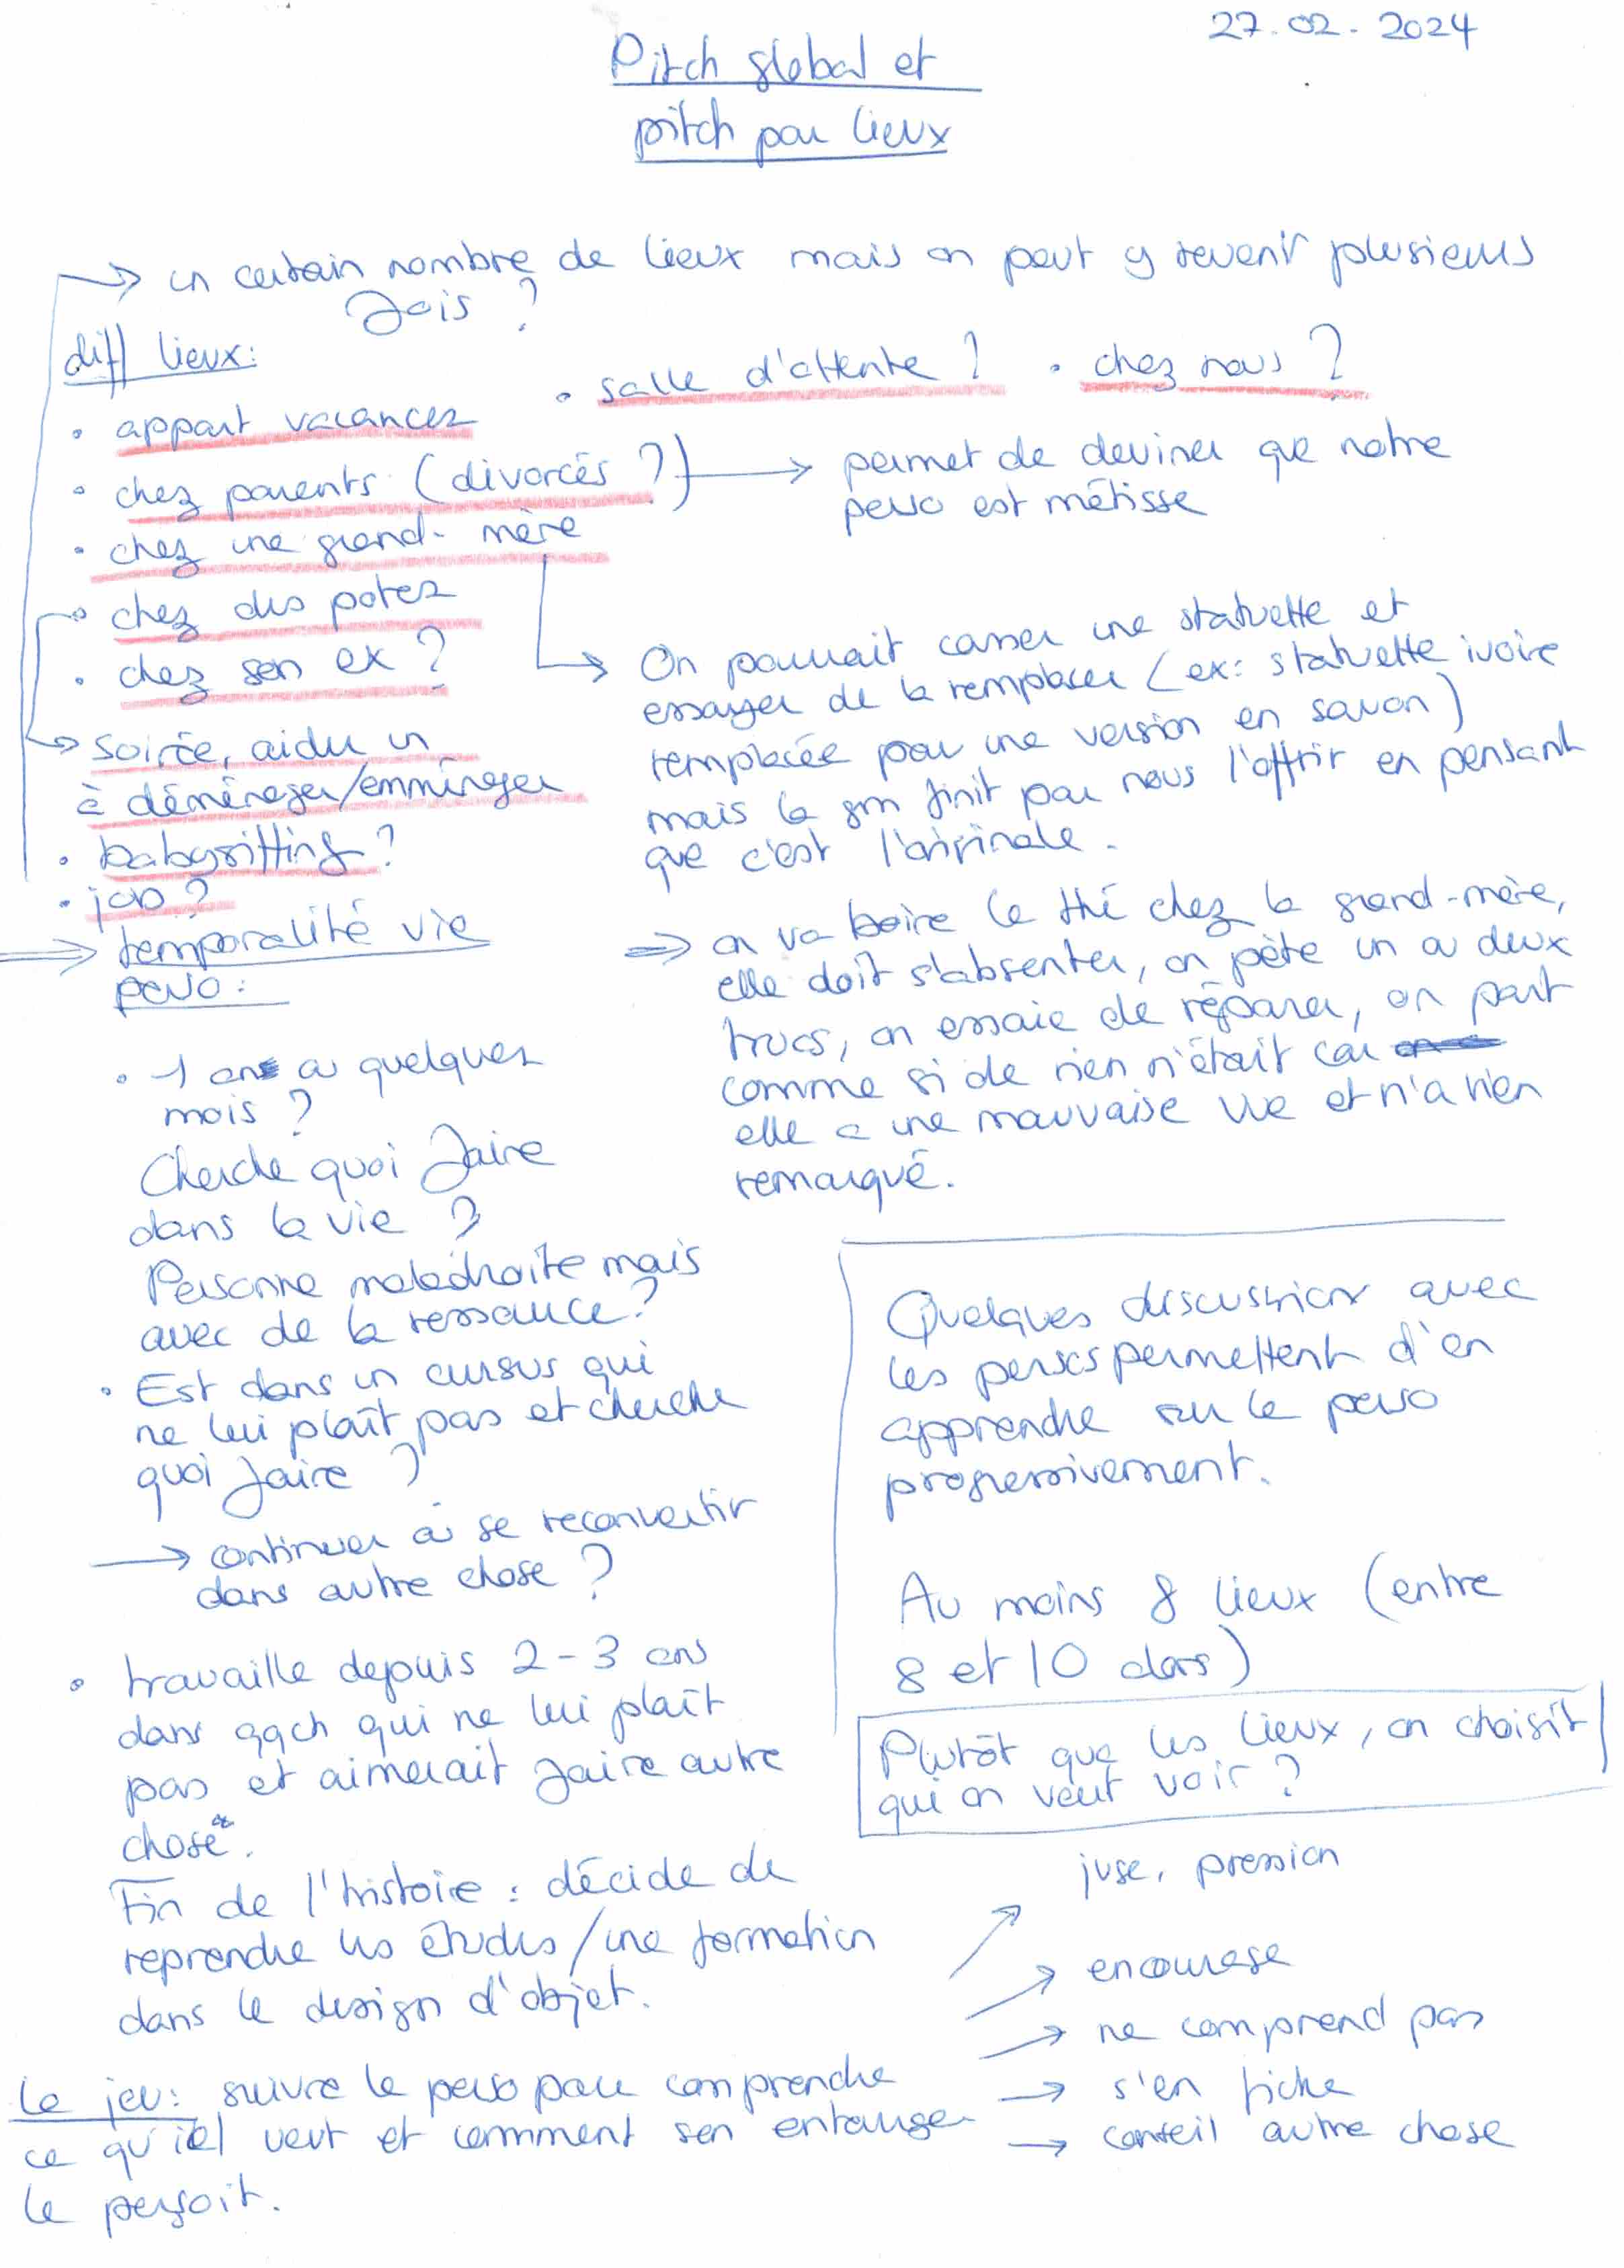 27.02.2024
Pitch global et
pitch par lieux
→ un certain nombre de lieux mais on peut y revenir plusieurs
fois ?
diff lieux:
• salle d'attente ? • chez nous ?
• appart vacances
• chez parents (divorcés ?) → permet de deviner que notre
perso est métisse
• chez une grand-mère
• chez des potes
• chez son ex ?
→ soirée, aider un
à déménager/emménager
• babysitting ?
• job ?
→ On pourrait casser une statuette et
essayer de la remplacer (ex: statuette ivoire
remplacée par une version en savon)
mais la gm finit par nous l'offrir en pensant
que c'est l'originale.
⇒ on va boire le thé chez la grand-mère,
elle doit s'absenter, on pète un ou deux
trucs, on essaie de réparer, on part
comme si de rien n'était car
elle a une mauvaise vue et n'a rien
remarqué.
⇒ temporalité vie
perso :
• 1 an à quelques
mois ?
Cherche quoi faire
dans la vie ?
Personne maladroite mais
avec de la ressource ?
• Est dans un cursus qui
ne lui plaît pas et cherche
quoi faire ?
→ continuer ou se reconvertir
dans autre chose ?
• travaille depuis 2-3 ans
dans qqch qui ne lui plaît
pas et aimerait faire autre
chose.
Fin de l'histoire : décide de
reprendre les études/une formation
dans le design d'objet.
Quelques discussions avec
les persos permettent d'en
apprendre sur le perso
progressivement.
Au moins 8 lieux (entre
8 et 10 alors)
Plutôt que les lieux, on choisit
qui on veut voir ?
Le jeu : suivre le perso pour comprendre
ce qu'iel veut et comment son entourage
le perçoit.
↗ juge, pression
→ encourage
→ ne comprend pas
→ s'en fiche
→ conseil autre chose